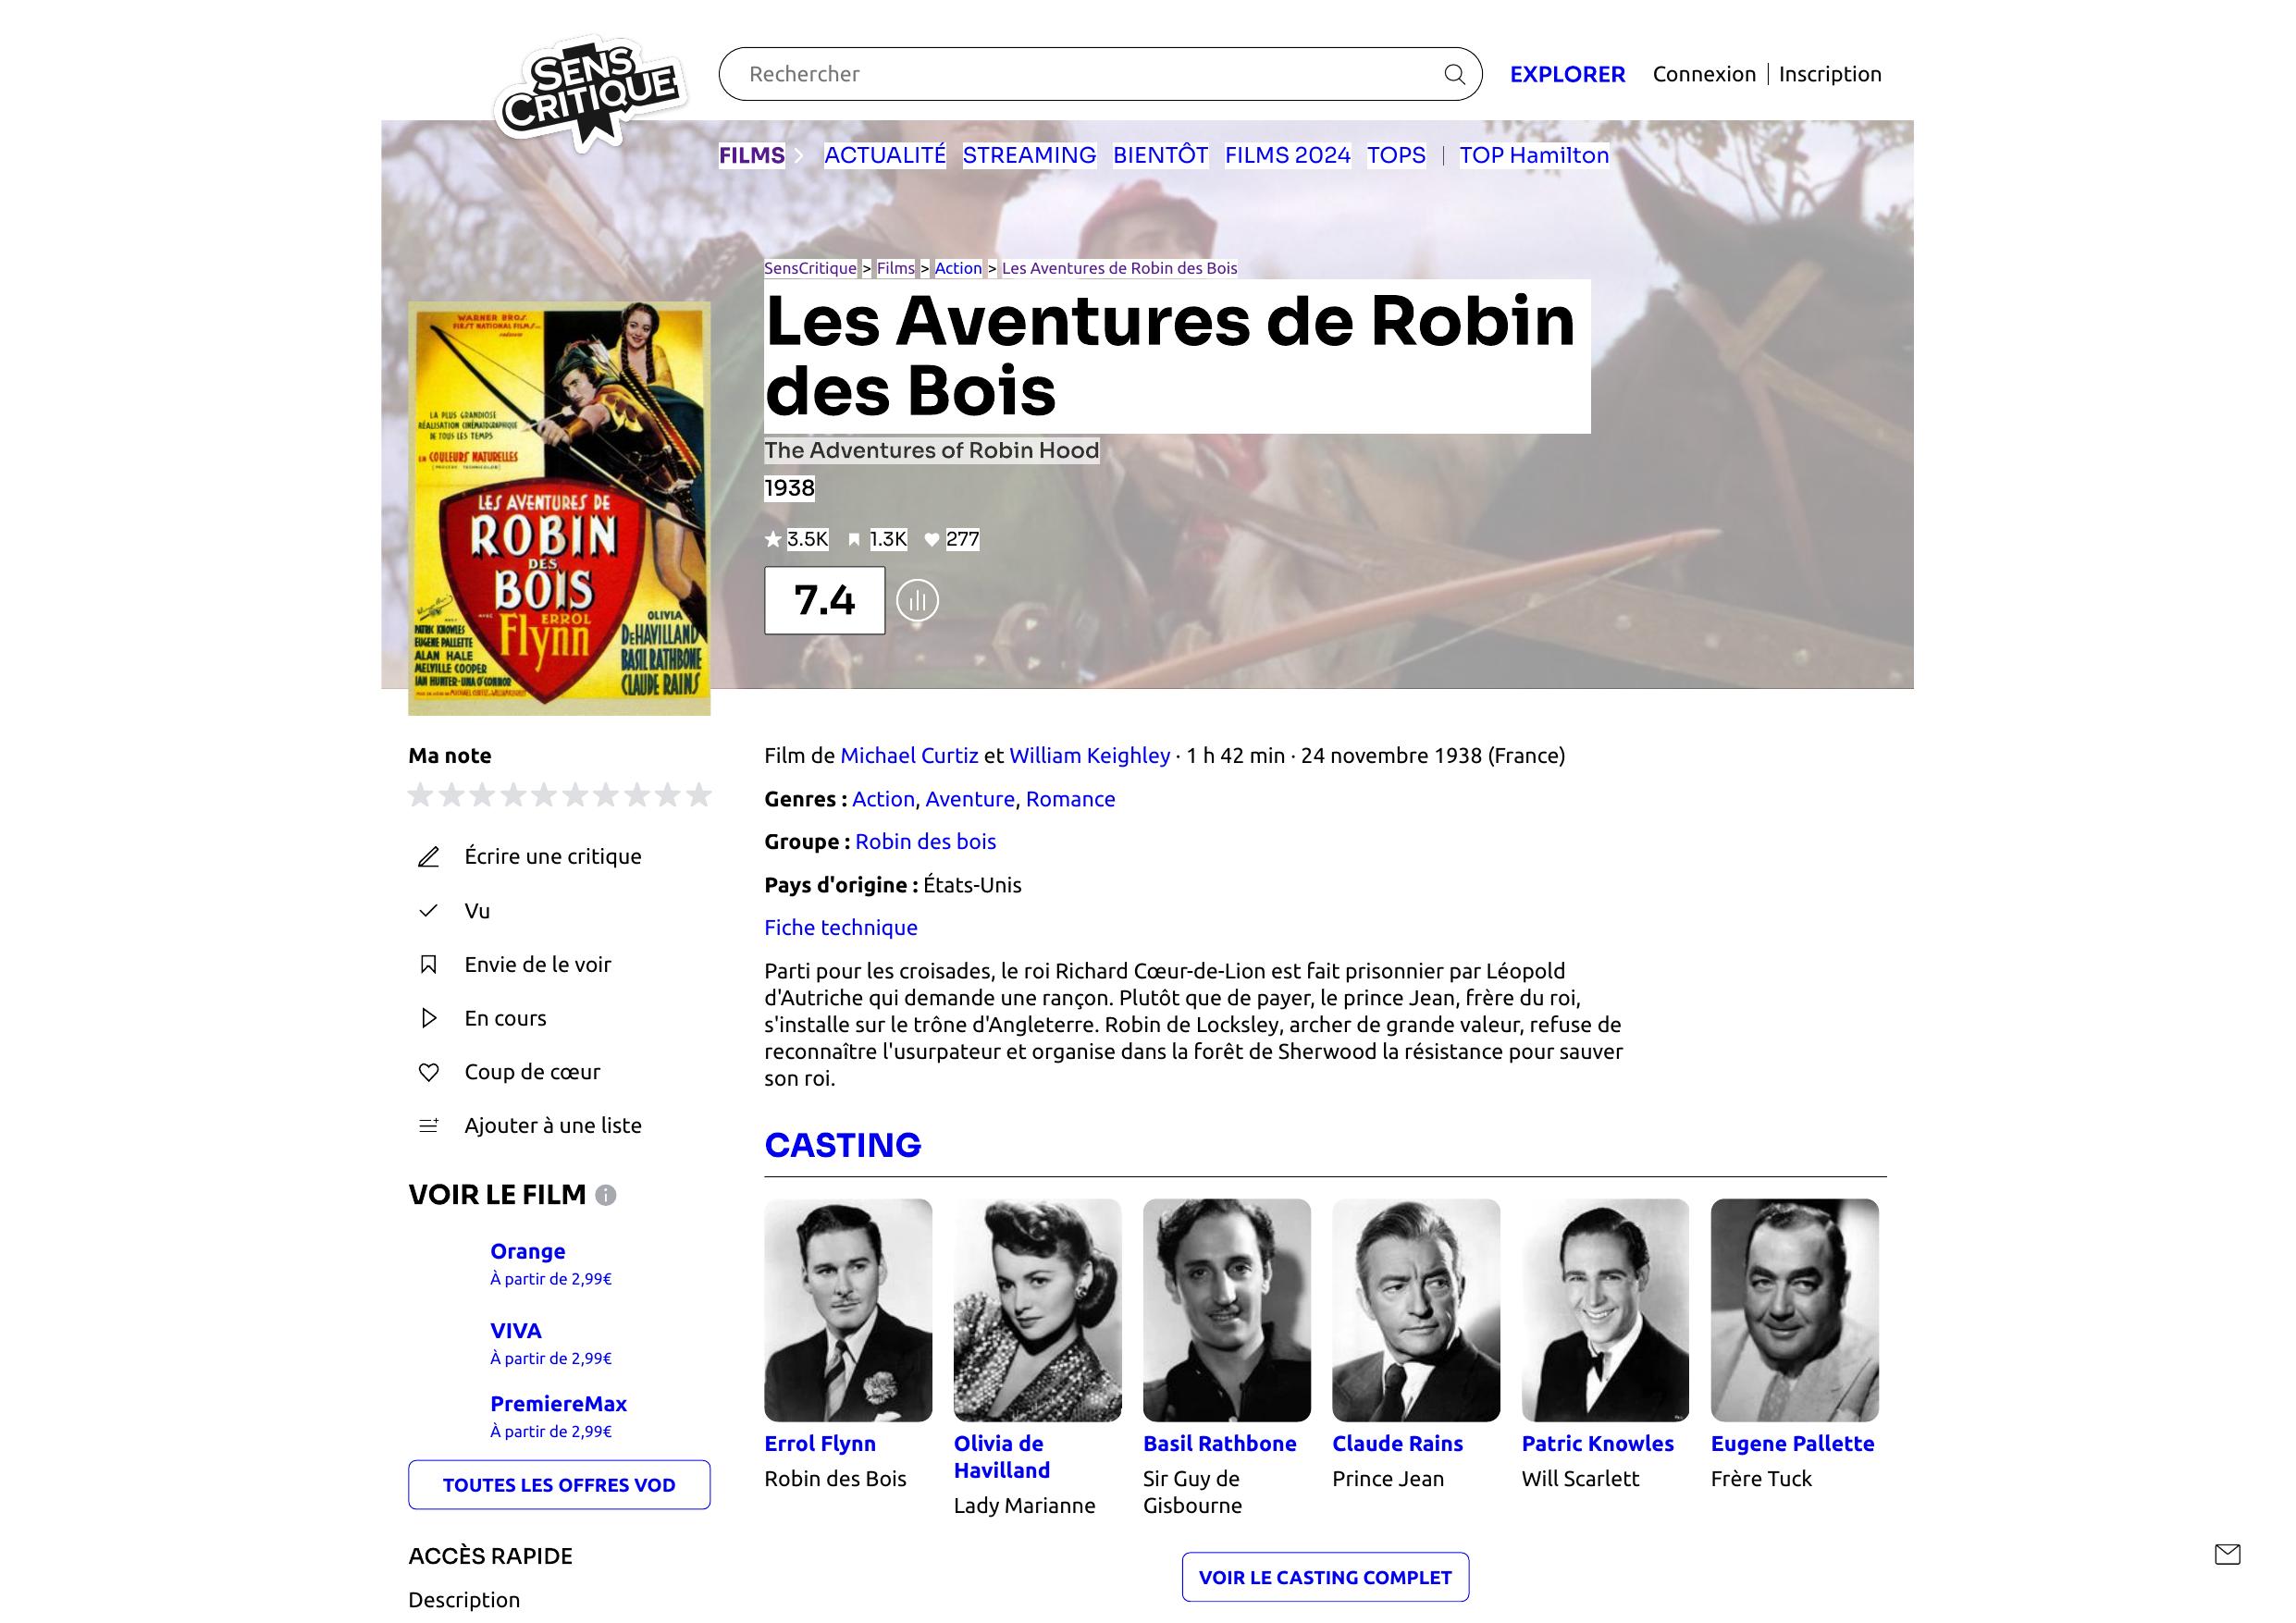 SENS
CRITIQUE
Rechercher
EXPLORER
Connexion
Inscription
FILMS
ACTUALITÉ
STREAMING
BIENTÔT
FILMS 2024
TOPS
TOP Hamilton
SensCritique > Films > Action > Les Aventures de Robin des Bois
Les Aventures de Robin
des Bois
The Adventures of Robin Hood
1938
3.5K
1.3K
277
7.4
WARNER BROS.
FIRST NATIONAL FILMS
LA PLUS GRANDIOSE
RÉALISATION CINÉMATOGRAPHIQUE
DE TOUS LES TEMPS
EN COULEURS NATURELLES
LES AVENTURES DE
ROBIN
DES
BOIS
AVEC
ERROL
Flynn
PATRIC KNOWLES
EUGENE PALLETTE
ALAN HALE
MELVILLE COOPER
IAN HUNTER-UNA O'CONNOR
OLIVIA
DE HAVILLAND
BASIL RATHBONE
CLAUDE RAINS
Ma note
Écrire une critique
Vu
Envie de le voir
En cours
Coup de cœur
Ajouter à une liste
VOIR LE FILM
Orange
À partir de 2,99€
VIVA
À partir de 2,99€
PremiereMax
À partir de 2,99€
TOUTES LES OFFRES VOD
ACCÈS RAPIDE
Description
Film de Michael Curtiz et William Keighley · 1 h 42 min · 24 novembre 1938 (France)
Genres : Action, Aventure, Romance
Groupe : Robin des bois
Pays d'origine : États-Unis
Fiche technique
Parti pour les croisades, le roi Richard Cœur-de-Lion est fait prisonnier par Léopold
d'Autriche qui demande une rançon. Plutôt que de payer, le prince Jean, frère du roi,
s'installe sur le trône d'Angleterre. Robin de Locksley, archer de grande valeur, refuse de
reconnaître l'usurpateur et organise dans la forêt de Sherwood la résistance pour sauver
son roi.
CASTING
Errol Flynn
Robin des Bois
Olivia de
Havilland
Lady Marianne
Basil Rathbone
Sir Guy de
Gisbourne
Claude Rains
Prince Jean
Patric Knowles
Will Scarlett
Eugene Pallette
Frère Tuck
VOIR LE CASTING COMPLET